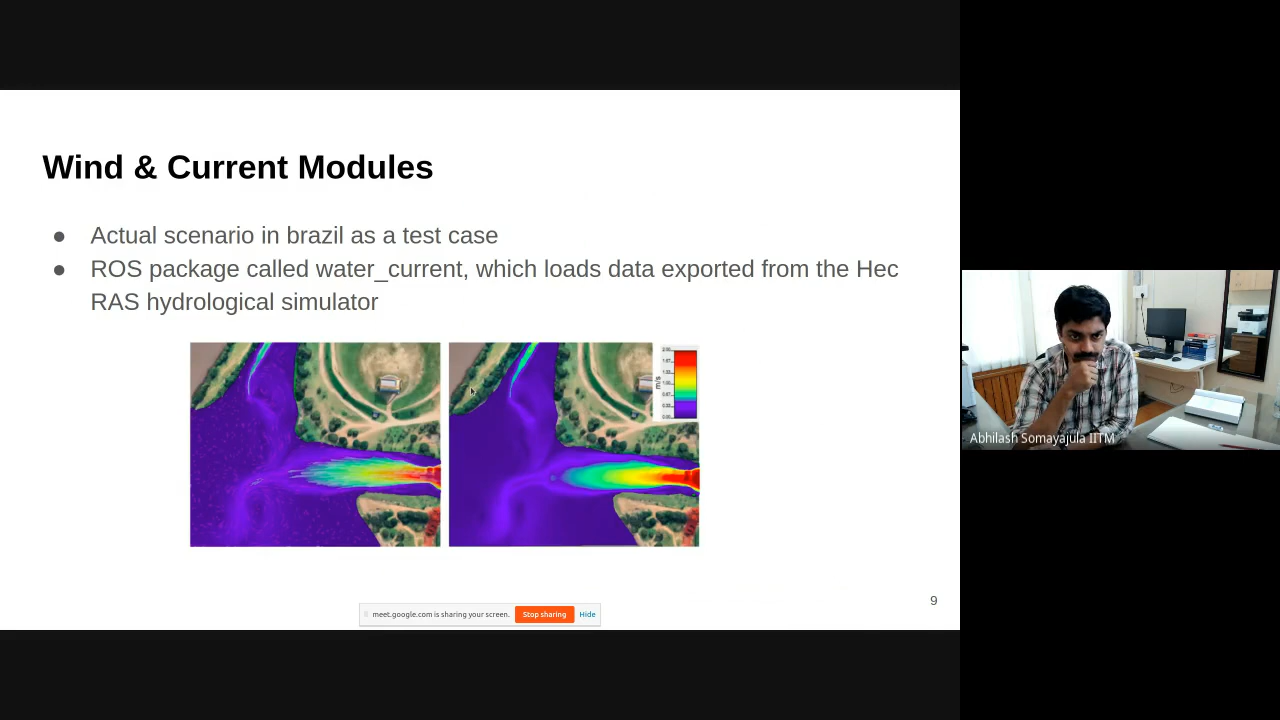 Wind & Current Modules
● Actual scenario in brazil as a test case
● ROS package called water_current, which loads data exported from the Hec
RAS hydrological simulator
m/s
Abhilash Somayajula IITM
9
meet.google.com is sharing your screen. Stop sharing Hide